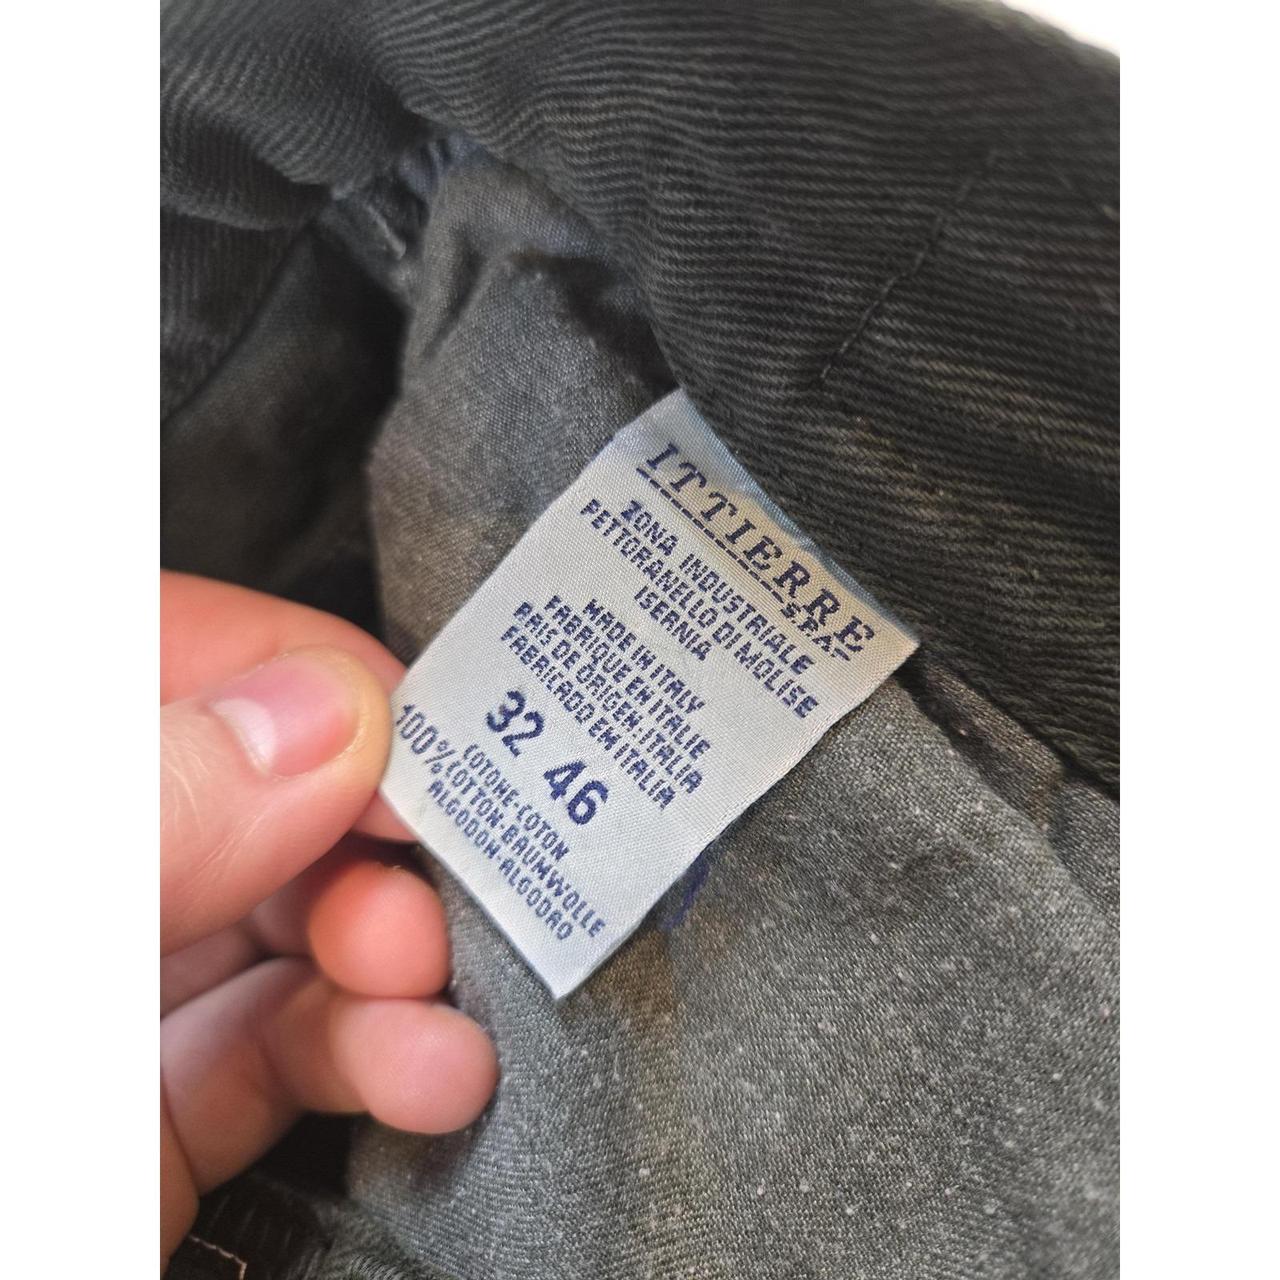 ITTIERRE
S.P.A.
ZONA INDUSTRIALE
PETTORANELLO DI MOLISE
ISERNIA
MADE IN ITALY
FABRIQUE EN ITALIE
PAIS DE ORIGEN: ITALIA
FABRICADO EM ITALIA
32 46
100% COTONE-COTON
COTTON-BAUMWOLLE
ALGODON-ALGODAO